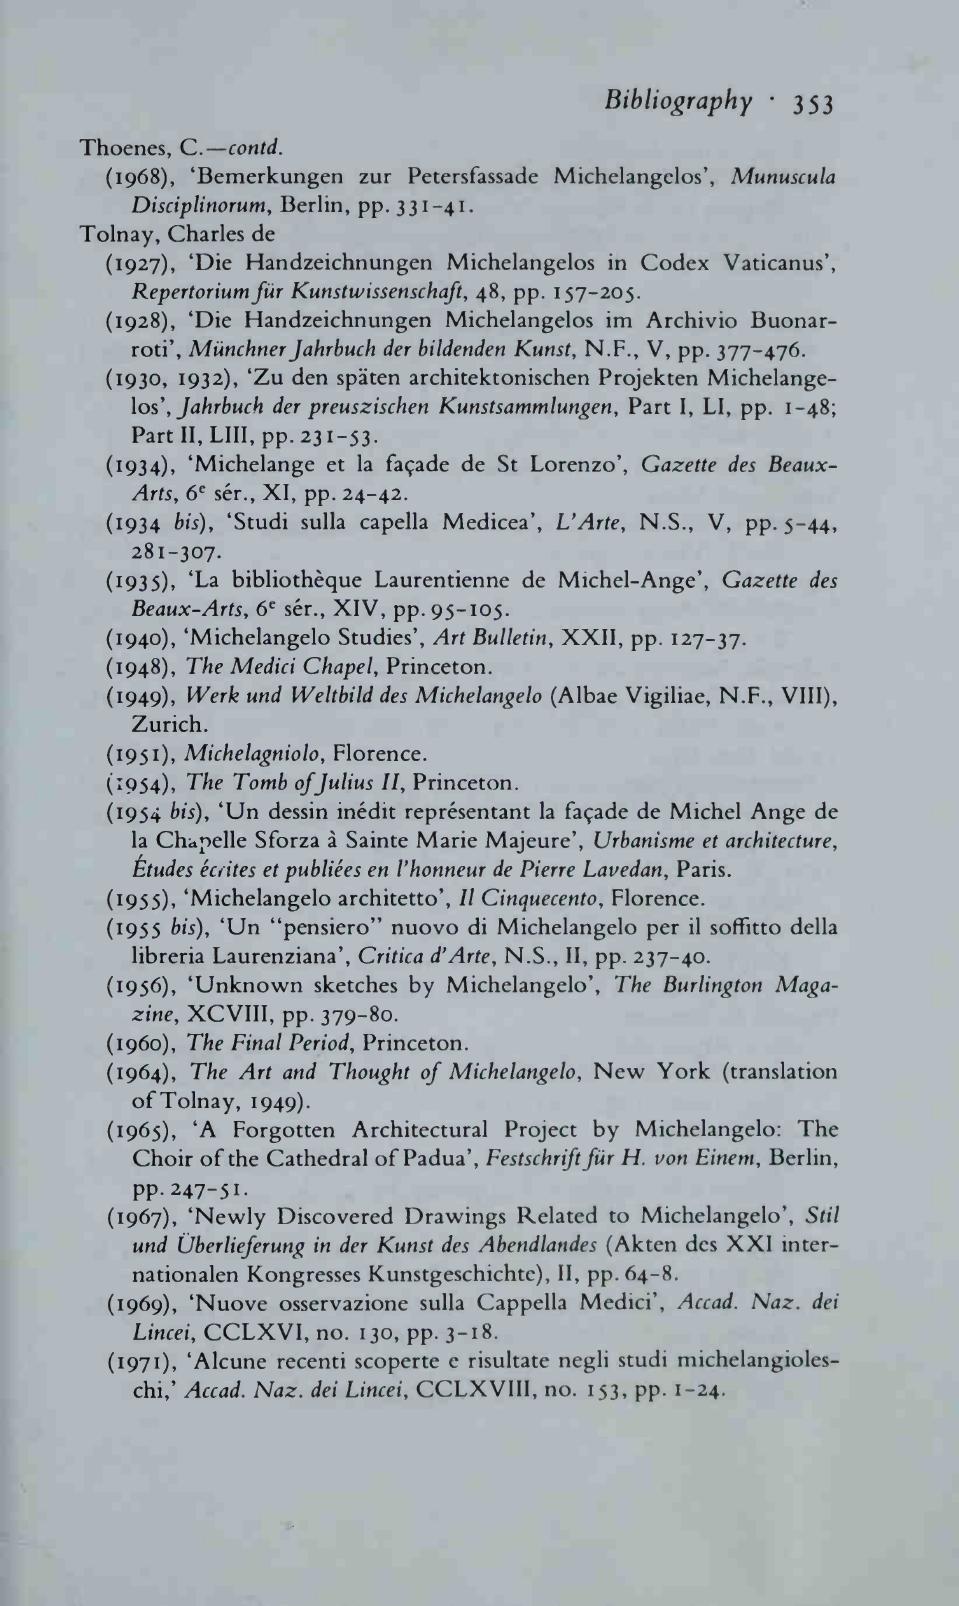 Bibliography · 353
Thoenes, C.—contd.
(1968), ‘Bemerkungen zur Petersfassade Michelangelos’, Munuscula
Disciplinorum, Berlin, pp. 331–41.
Tolnay, Charles de
(1927), ‘Die Handzeichnungen Michelangelos in Codex Vaticanus’,
Repertorium für Kunstwissenschaft, 48, pp. 157–205.
(1928), ‘Die Handzeichnungen Michelangelos im Archivio Buonar-
roti’, Münchner Jahrbuch der bildenden Kunst, N.F., V, pp. 377–476.
(1930, 1932), ‘Zu den späten architektonischen Projekten Michelange-
los’, Jahrbuch der preuszischen Kunstsammlungen, Part I, LI, pp. 1–48;
Part II, LIII, pp. 231–53.
(1934), ‘Michelange et la façade de St Lorenzo’, Gazette des Beaux-
Arts, 6e sér., XI, pp. 24–42.
(1934 bis), ‘Studi sulla capella Medicea’, L’Arte, N.S., V, pp. 5–44,
281–307.
(1935), ‘La bibliothèque Laurentienne de Michel-Ange’, Gazette des
Beaux-Arts, 6e sér., XIV, pp. 95–105.
(1940), ‘Michelangelo Studies’, Art Bulletin, XXII, pp. 127–37.
(1948), The Medici Chapel, Princeton.
(1949), Werk und Weltbild des Michelangelo (Albae Vigiliae, N.F., VIII),
Zurich.
(1951), Michelagniolo, Florence.
(1954), The Tomb of Julius II, Princeton.
(1954 bis), ‘Un dessin inédit représentant la façade de Michel Ange de
la Chapelle Sforza à Sainte Marie Majeure’, Urbanisme et architecture,
Études écrites et publiées en l’honneur de Pierre Lavedan, Paris.
(1955), ‘Michelangelo architetto’, Il Cinquecento, Florence.
(1955 bis), ‘Un “pensiero” nuovo di Michelangelo per il soffitto della
libreria Laurenziana’, Critica d’Arte, N.S., II, pp. 237–40.
(1956), ‘Unknown sketches by Michelangelo’, The Burlington Maga-
zine, XCVIII, pp. 379–80.
(1960), The Final Period, Princeton.
(1964), The Art and Thought of Michelangelo, New York (translation
of Tolnay, 1949).
(1965), ‘A Forgotten Architectural Project by Michelangelo: The
Choir of the Cathedral of Padua’, Festschrift für H. von Einem, Berlin,
pp. 247–51.
(1967), ‘Newly Discovered Drawings Related to Michelangelo’, Stil
und Überlieferung in der Kunst des Abendlandes (Akten des XXI inter-
nationalen Kongresses Kunstgeschichte), II, pp. 64–8.
(1969), ‘Nuove osservazione sulla Cappella Medici’, Accad. Naz. dei
Lincei, CCLXVI, no. 130, pp. 3–18.
(1971), ‘Alcune recenti scoperte e risultate negli studi michelangioles-
chi,’ Accad. Naz. dei Lincei, CCLXVIII, no. 153, pp. 1–24.